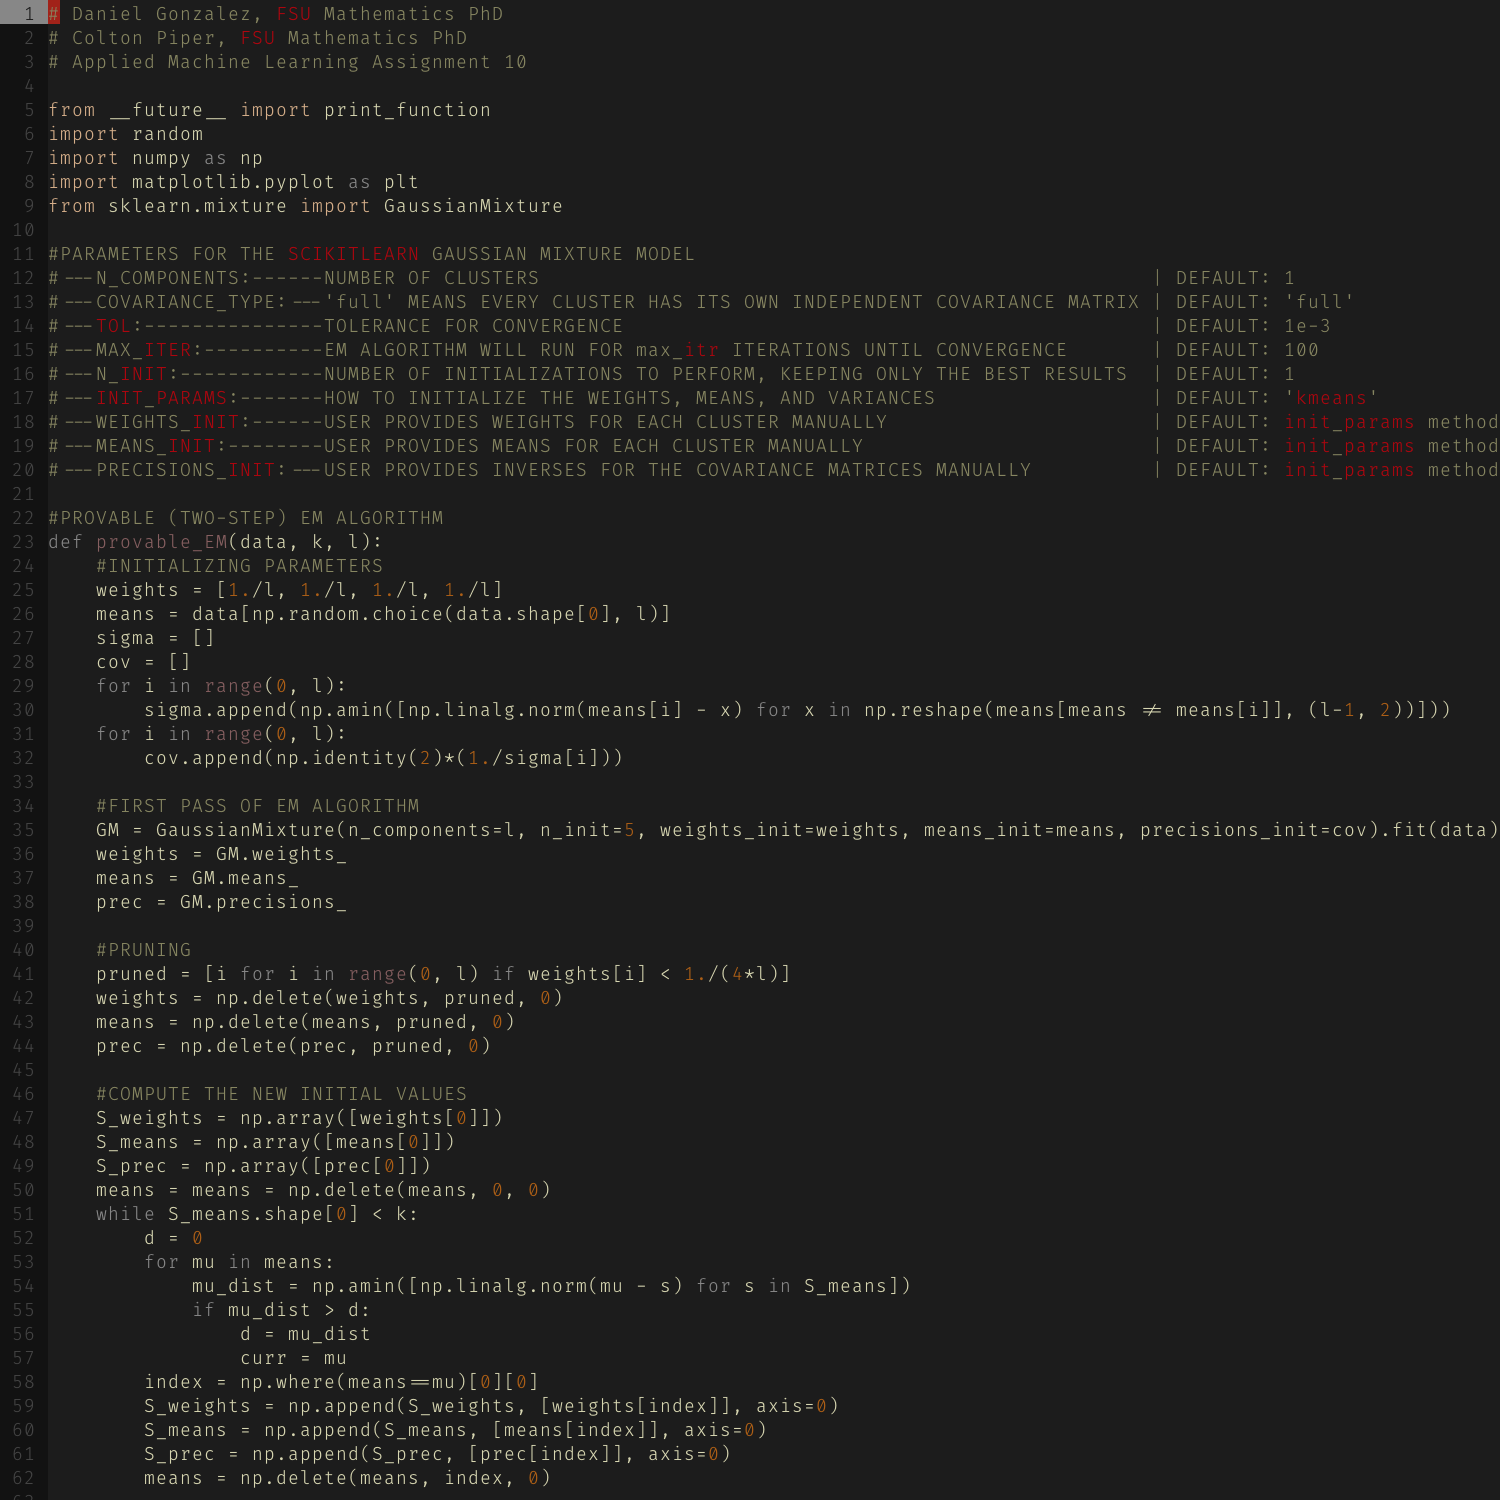 1 # Daniel Gonzalez, FSU Mathematics PhD
2 # Colton Piper, FSU Mathematics PhD
3 # Applied Machine Learning Assignment 10
4
5 from __future__ import print_function
6 import random
7 import numpy as np
8 import matplotlib.pyplot as plt
9 from sklearn.mixture import GaussianMixture
10
11 #PARAMETERS FOR THE SCIKITLEARN GAUSSIAN MIXTURE MODEL
12 #---N_COMPONENTS:------NUMBER OF CLUSTERS                                                   | DEFAULT: 1
13 #---COVARIANCE_TYPE:---'full' MEANS EVERY CLUSTER HAS ITS OWN INDEPENDENT COVARIANCE MATRIX | DEFAULT: 'full'
14 #---TOL:---------------TOLERANCE FOR CONVERGENCE                                            | DEFAULT: 1e-3
15 #---MAX_ITER:----------EM ALGORITHM WILL RUN FOR max_itr ITERATIONS UNTIL CONVERGENCE       | DEFAULT: 100
16 #---N_INIT:------------NUMBER OF INITIALIZATIONS TO PERFORM, KEEPING ONLY THE BEST RESULTS  | DEFAULT: 1
17 #---INIT_PARAMS:-------HOW TO INITIALIZE THE WEIGHTS, MEANS, AND VARIANCES                  | DEFAULT: 'kmeans'
18 #---WEIGHTS_INIT:------USER PROVIDES WEIGHTS FOR EACH CLUSTER MANUALLY                      | DEFAULT: init_params method
19 #---MEANS_INIT:--------USER PROVIDES MEANS FOR EACH CLUSTER MANUALLY                        | DEFAULT: init_params method
20 #---PRECISIONS_INIT:---USER PROVIDES INVERSES FOR THE COVARIANCE MATRICES MANUALLY          | DEFAULT: init_params method
21
22 #PROVABLE (TWO-STEP) EM ALGORITHM
23 def provable_EM(data, k, l):
24     #INITIALIZING PARAMETERS
25     weights = [1./l, 1./l, 1./l, 1./l]
26     means = data[np.random.choice(data.shape[0], l)]
27     sigma = []
28     cov = []
29     for i in range(0, l):
30         sigma.append(np.amin([np.linalg.norm(means[i] - x) for x in np.reshape(means[means != means[i]], (l-1, 2))]))
31     for i in range(0, l):
32         cov.append(np.identity(2)*(1./sigma[i]))
33
34     #FIRST PASS OF EM ALGORITHM
35     GM = GaussianMixture(n_components=l, n_init=5, weights_init=weights, means_init=means, precisions_init=cov).fit(data)
36     weights = GM.weights_
37     means = GM.means_
38     prec = GM.precisions_
39
40     #PRUNING
41     pruned = [i for i in range(0, l) if weights[i] < 1./(4*l)]
42     weights = np.delete(weights, pruned, 0)
43     means = np.delete(means, pruned, 0)
44     prec = np.delete(prec, pruned, 0)
45
46     #COMPUTE THE NEW INITIAL VALUES
47     S_weights = np.array([weights[0]])
48     S_means = np.array([means[0]])
49     S_prec = np.array([prec[0]])
50     means = means = np.delete(means, 0, 0)
51     while S_means.shape[0] < k:
52         d = 0
53         for mu in means:
54             mu_dist = np.amin([np.linalg.norm(mu - s) for s in S_means])
55             if mu_dist > d:
56                 d = mu_dist
57                 curr = mu
58         index = np.where(means==mu)[0][0]
59         S_weights = np.append(S_weights, [weights[index]], axis=0)
60         S_means = np.append(S_means, [means[index]], axis=0)
61         S_prec = np.append(S_prec, [prec[index]], axis=0)
62         means = np.delete(means, index, 0)